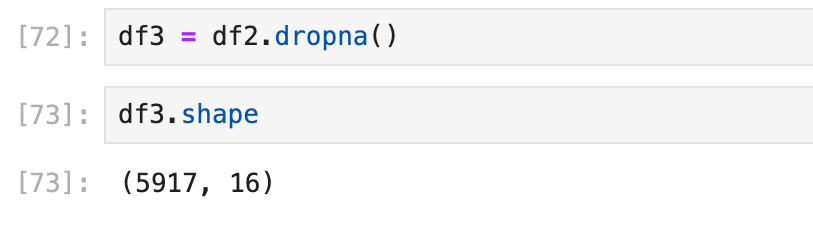 [72]: df3 = df2.dropna()
[73]: df3.shape
[73]: (5917, 16)